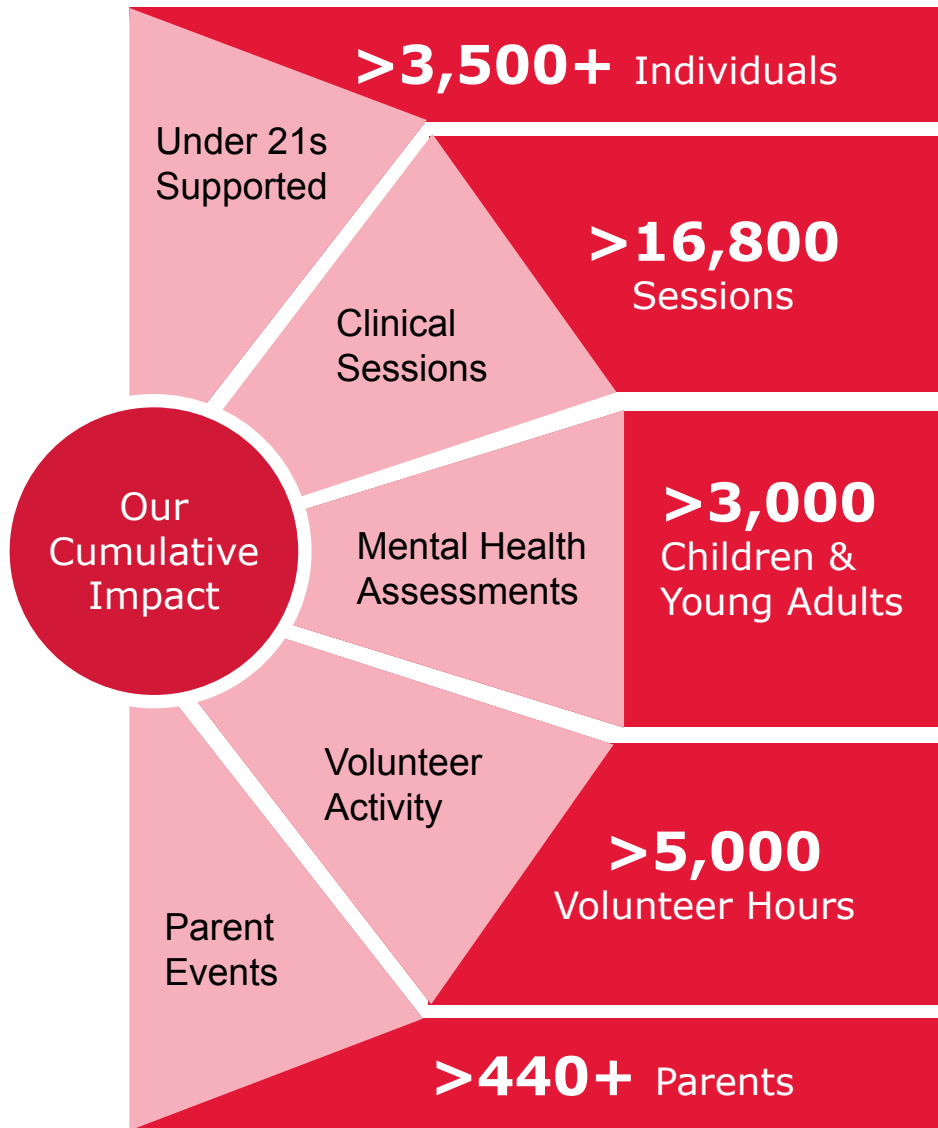 >3,500+ Individuals
Under 21s
Supported
>16,800
Sessions
Clinical
Sessions
Our
Cumulative
Impact
>3,000
Children &
Young Adults
Mental Health
Assessments
Volunteer
Activity
>5,000
Volunteer Hours
Parent
Events
>440+ Parents